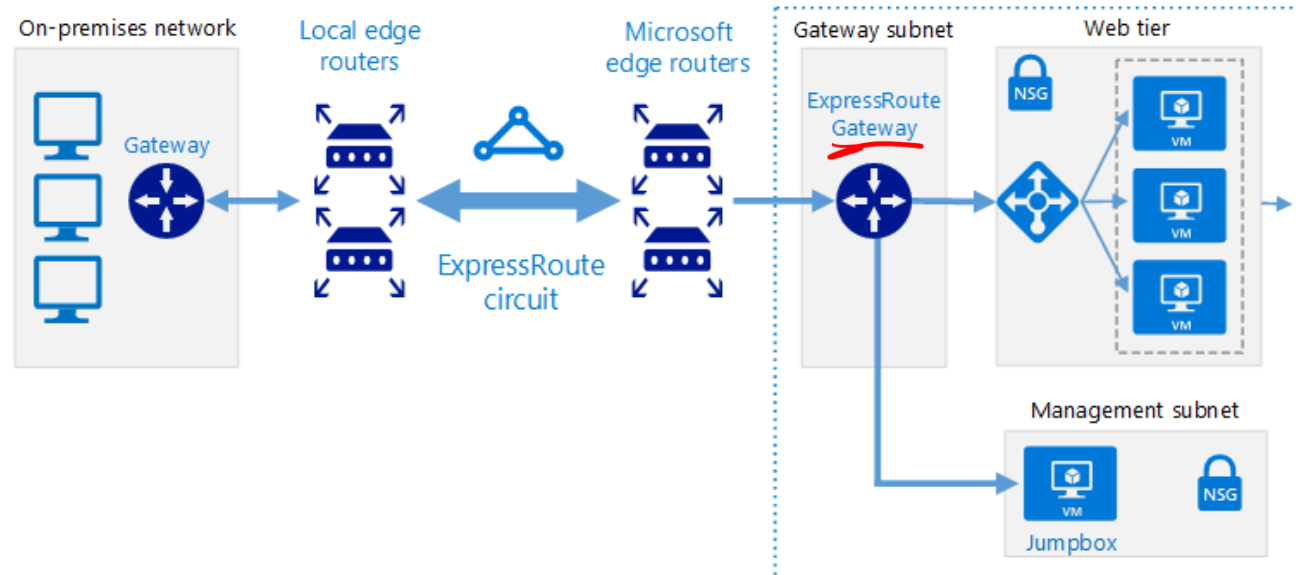 On-premises network
Gateway
Local edge
routers
ExpressRoute
circuit
Microsoft
edge routers
Gateway subnet
ExpressRoute
Gateway
Web tier
NSG
VM
VM
VM
Management subnet
VM
Jumpbox
NSG